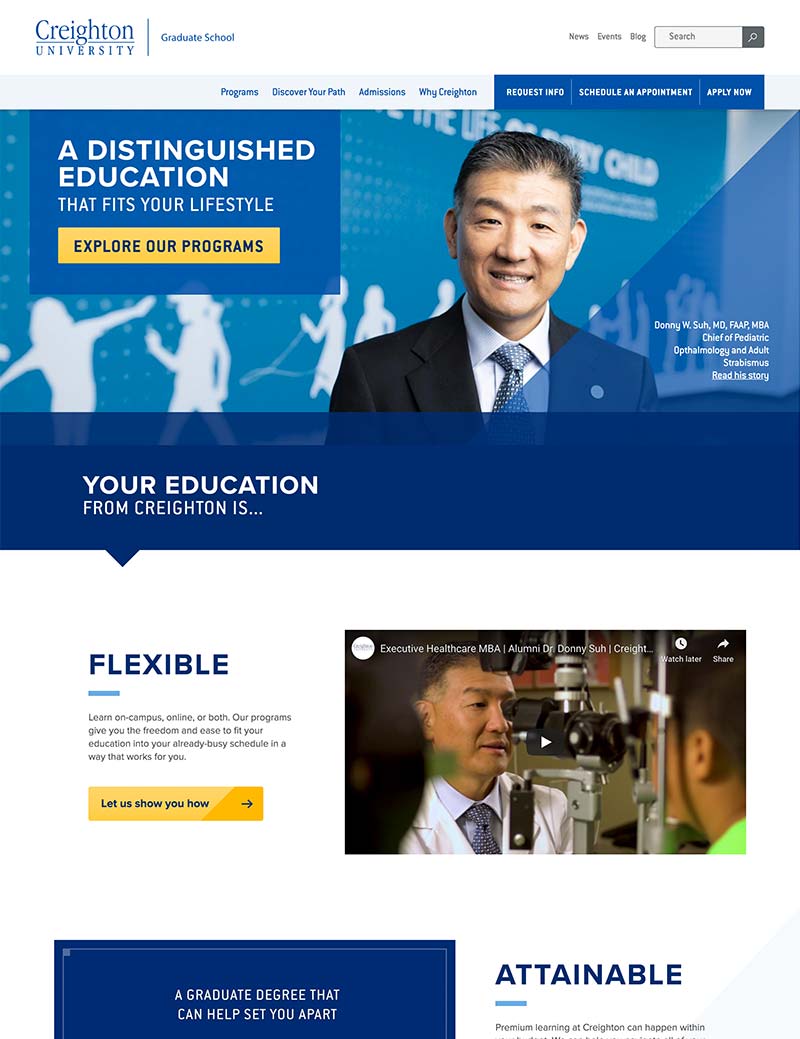 Creighton
UNIVERSITY
Graduate School
News Events Blog Search
Programs Discover Your Path Admissions Why Creighton REQUEST INFO SCHEDULE AN APPOINTMENT APPLY NOW
THE LIFE OF EVERY CHILD
A DISTINGUISHED
EDUCATION
THAT FITS YOUR LIFESTYLE
EXPLORE OUR PROGRAMS
Donny W. Suh, MD, FAAP, MBA
Chief of Pediatric
Opthalmology and Adult
Strabismus
Read his story
YOUR EDUCATION
FROM CREIGHTON IS...
FLEXIBLE
Learn on-campus, online, or both. Our programs
give you the freedom and ease to fit your
education into your already-busy schedule in a
way that works for you.
Let us show you how
Executive Healthcare MBA | Alumni Dr. Donny Suh | Creight...
Watch later
Share
A GRADUATE DEGREE THAT
CAN HELP SET YOU APART
ATTAINABLE
Premium learning at Creighton can happen within